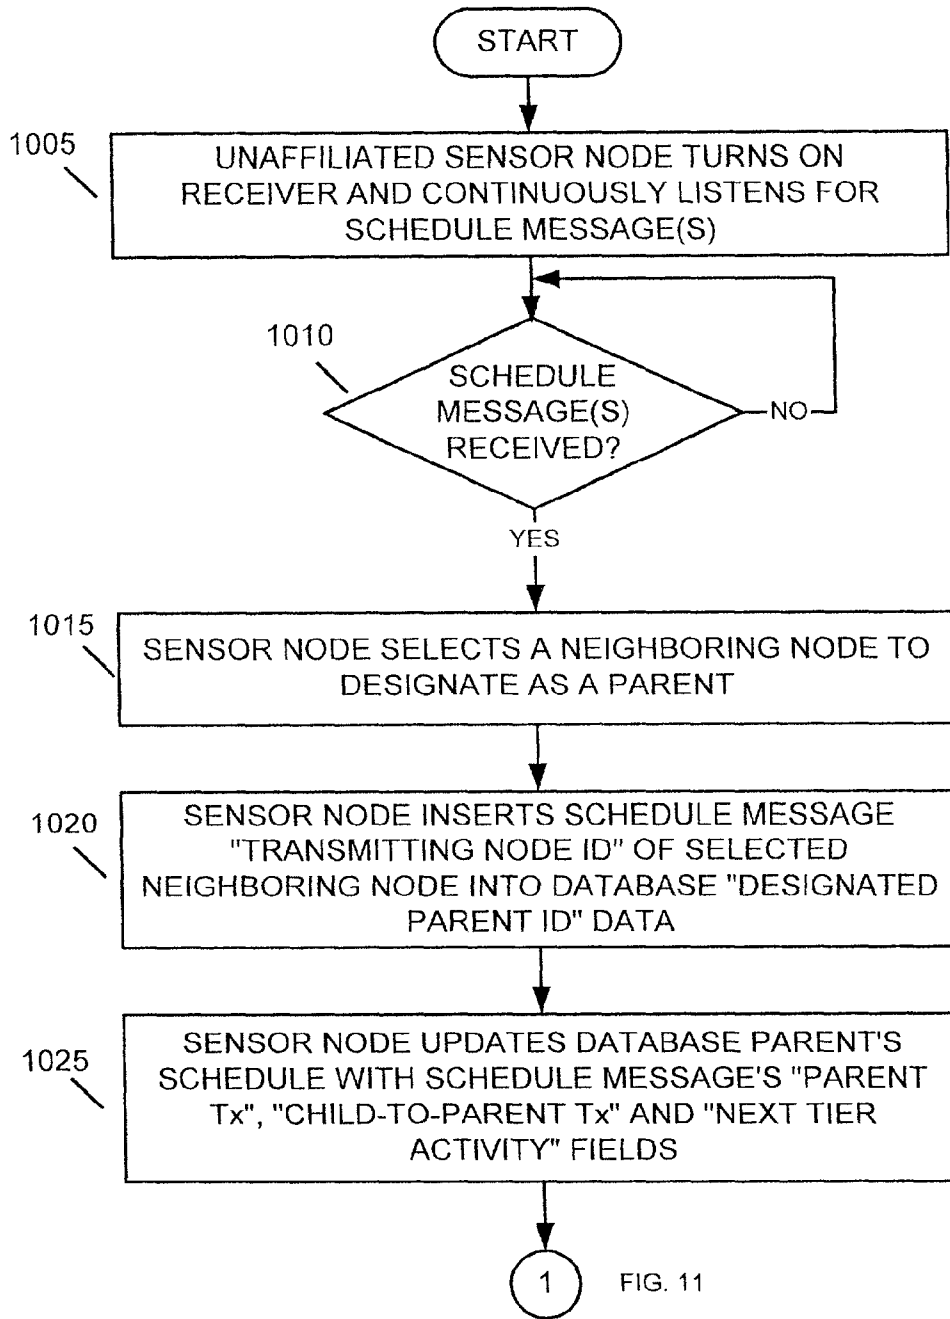 START
1005
UNAFFILIATED SENSOR NODE TURNS ON
RECEIVER AND CONTINUOUSLY LISTENS FOR
SCHEDULE MESSAGE(S)
1010
SCHEDULE
MESSAGE(S)
RECEIVED?
NO
YES
1015
SENSOR NODE SELECTS A NEIGHBORING NODE TO
DESIGNATE AS A PARENT
1020
SENSOR NODE INSERTS SCHEDULE MESSAGE
"TRANSMITTING NODE ID" OF SELECTED
NEIGHBORING NODE INTO DATABASE "DESIGNATED
PARENT ID" DATA
1025
SENSOR NODE UPDATES DATABASE PARENT'S
SCHEDULE WITH SCHEDULE MESSAGE'S "PARENT
Tx", "CHILD-TO-PARENT Tx" AND "NEXT TIER
ACTIVITY" FIELDS
1
FIG. 11